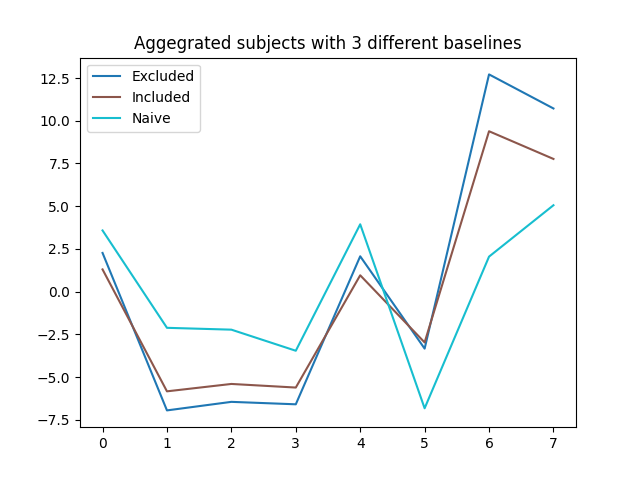 Aggegrated subjects with 3 different baselines
Excluded
Included
Naive
12.5
10.0
7.5
5.0
2.5
0.0
−2.5
−5.0
−7.5
0 1 2 3 4 5 6 7